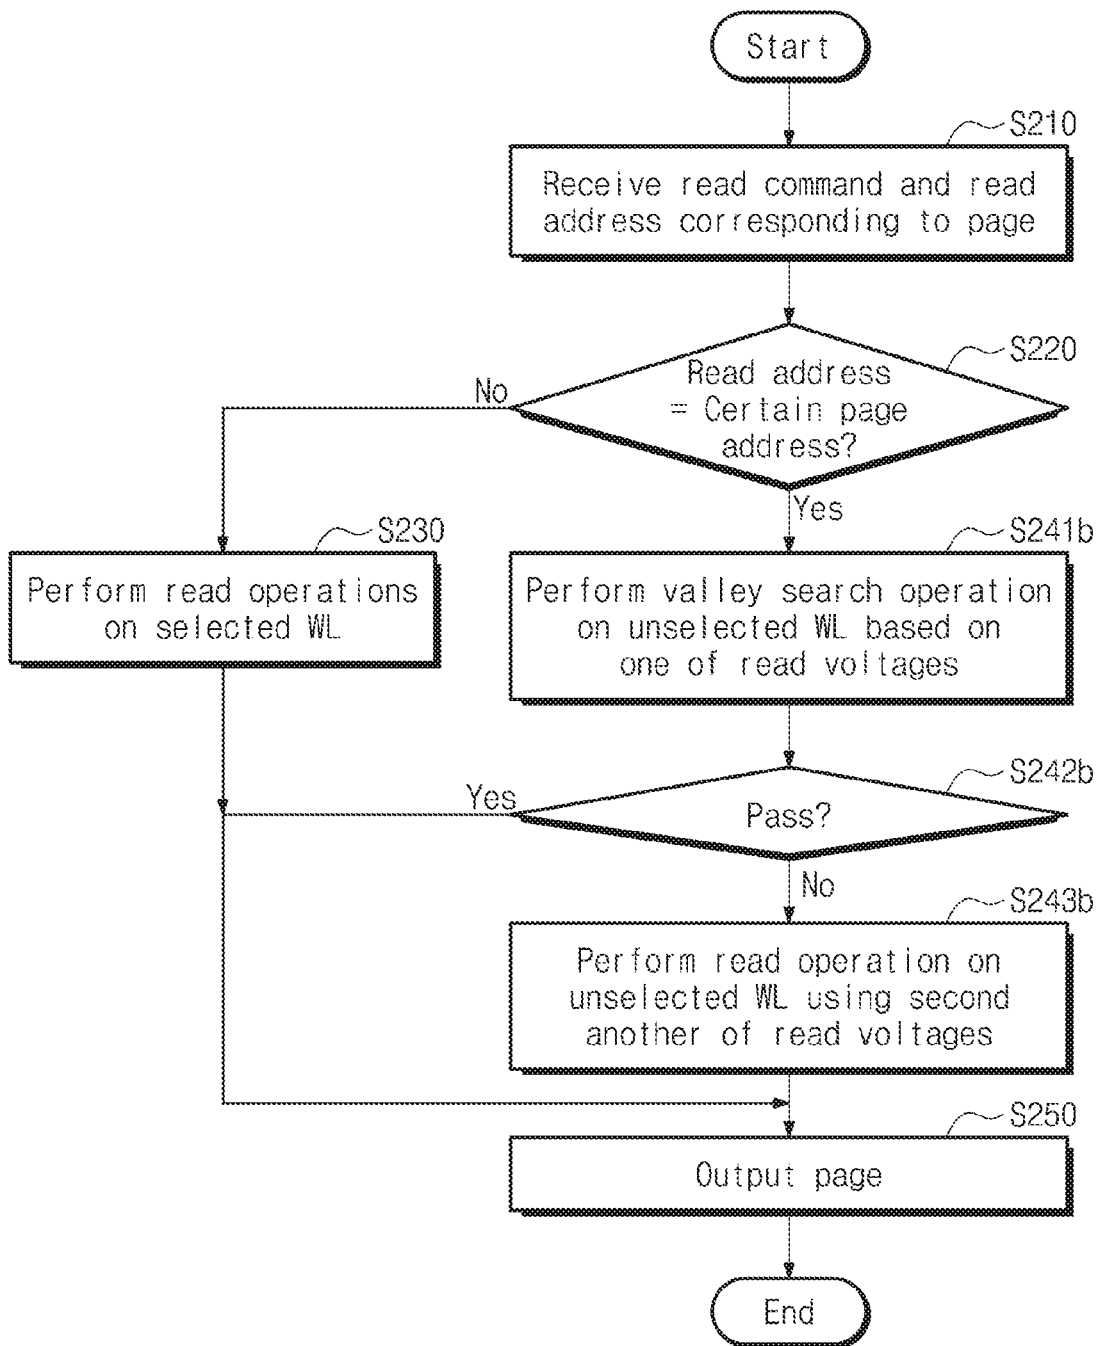 Start
S210
Receive read command and read
address corresponding to page
S220
Read address
= Certain page
address?
No
Yes
S230
Perform read operations
on selected WL
S241b
Perform valley search operation
on unselected WL based on
one of read voltages
S242b
Yes
Pass?
No
S243b
Perform read operation on
unselected WL using second
another of read voltages
S250
Output page
End